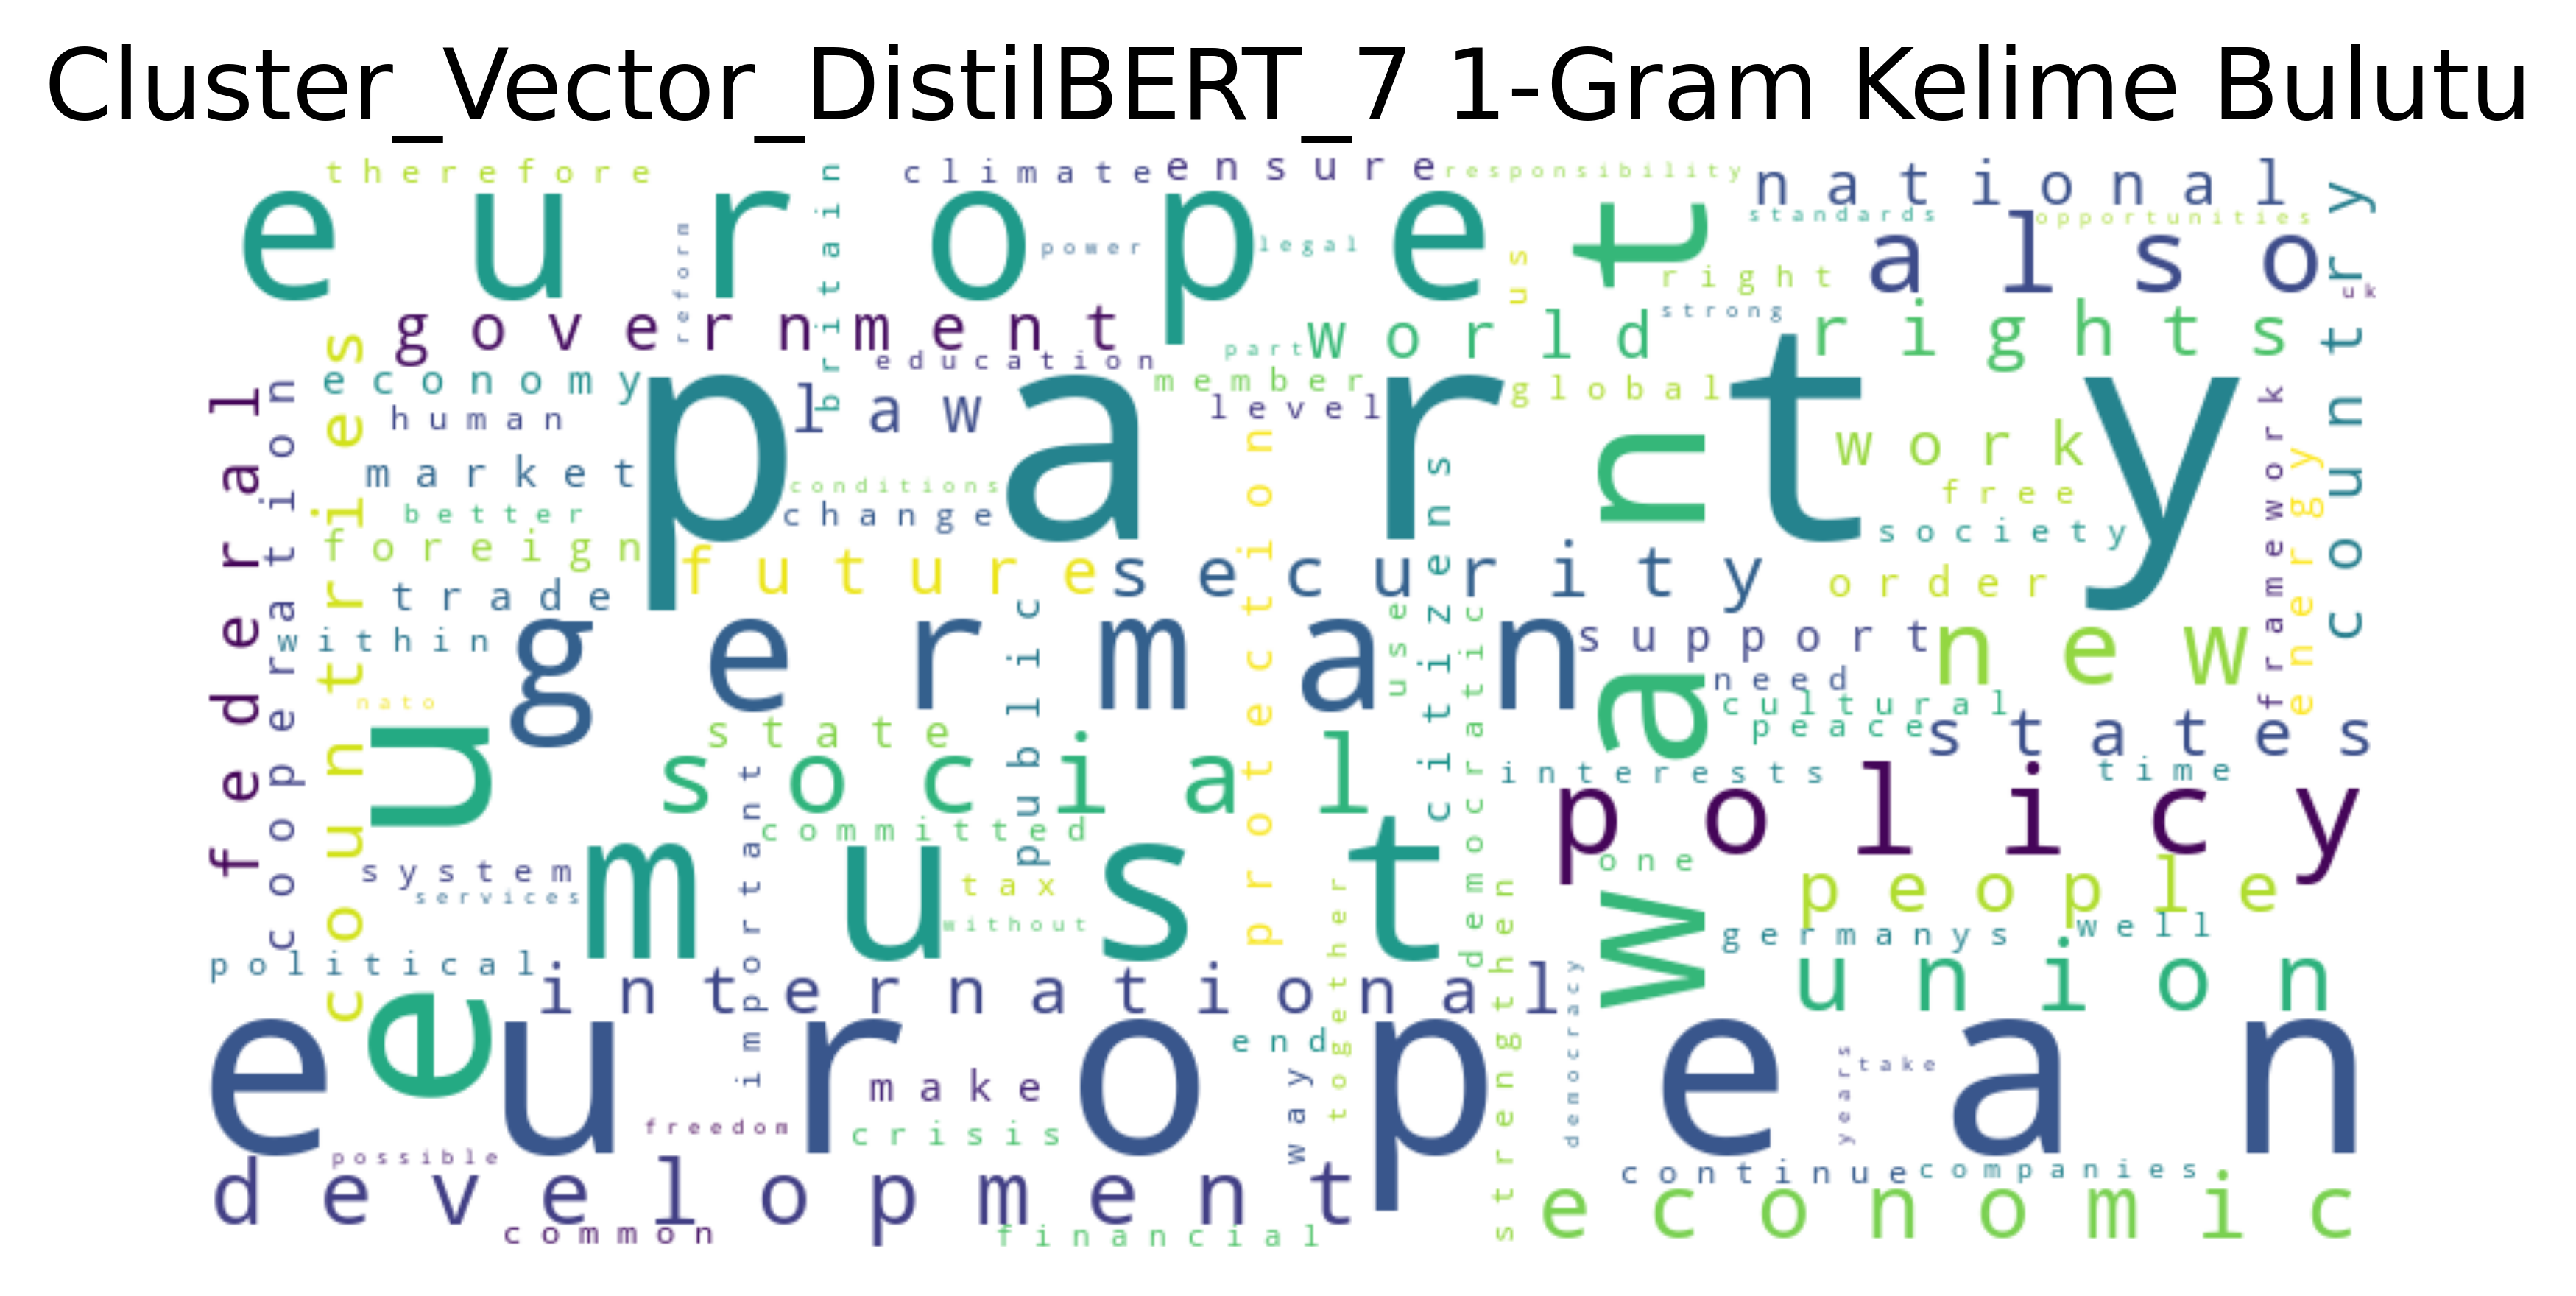 Cluster_Vector_DistilBERT_7 1-Gram Kelime Bulutu
therefore
britain
climate
ensure
responsibility
national
europe
reform
power
legal
us
want
standards
opportunities
also
country
right
uk
government
strong
world
rights
part
education
countries
economy
member
global
federal
cooperation
human
law
level
party
framework
market
protection
citizens
work
energy
conditions
free
better
change
society
foreign
future
security
order
trade
public
use
democratic
within
german
support
new
need
nato
cultural
eu
state
peace
states
social
important
interests
time
policy
committed
must
one
system
tax
together
strengthen
people
services
without
germanys
well
political
international
democracy
union
european
end
way
years
take
make
freedom
crisis
possible
development
continue
companies
economic
common
financial